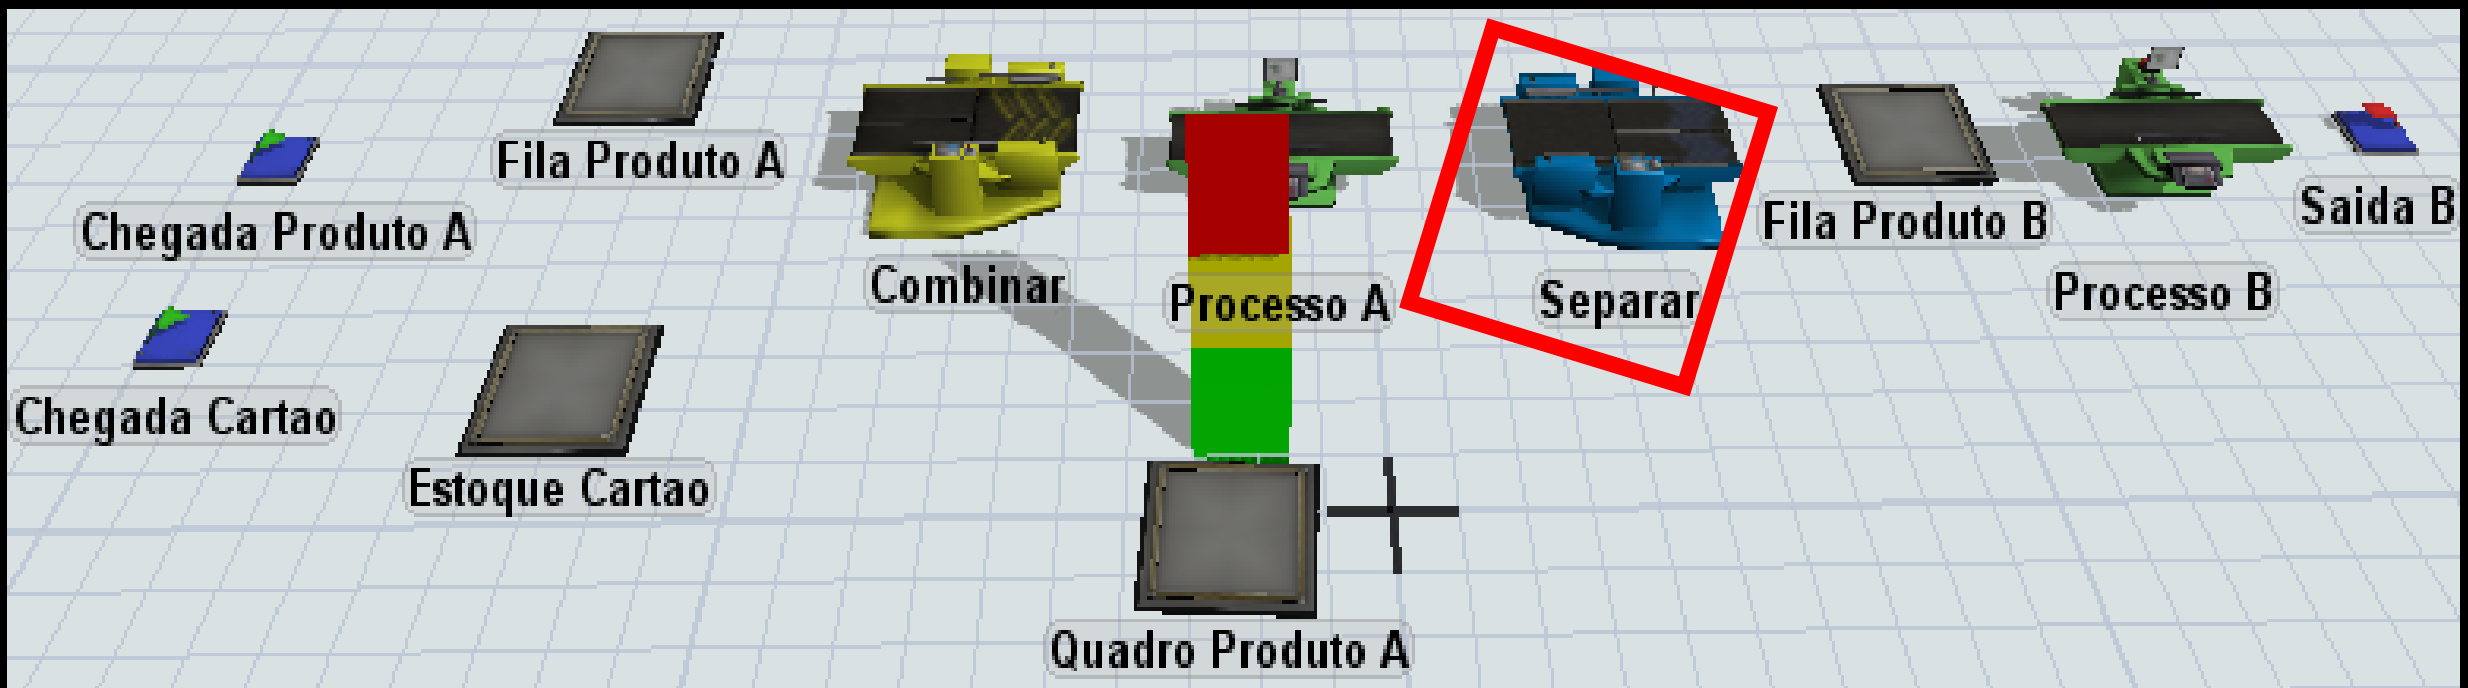 Fila Produto A
Chegada Produto A
Combinar
Processo A
Separar
Fila Produto B
Processo B
Saida B
Chegada Cartao
Estoque Cartao
Quadro Produto A